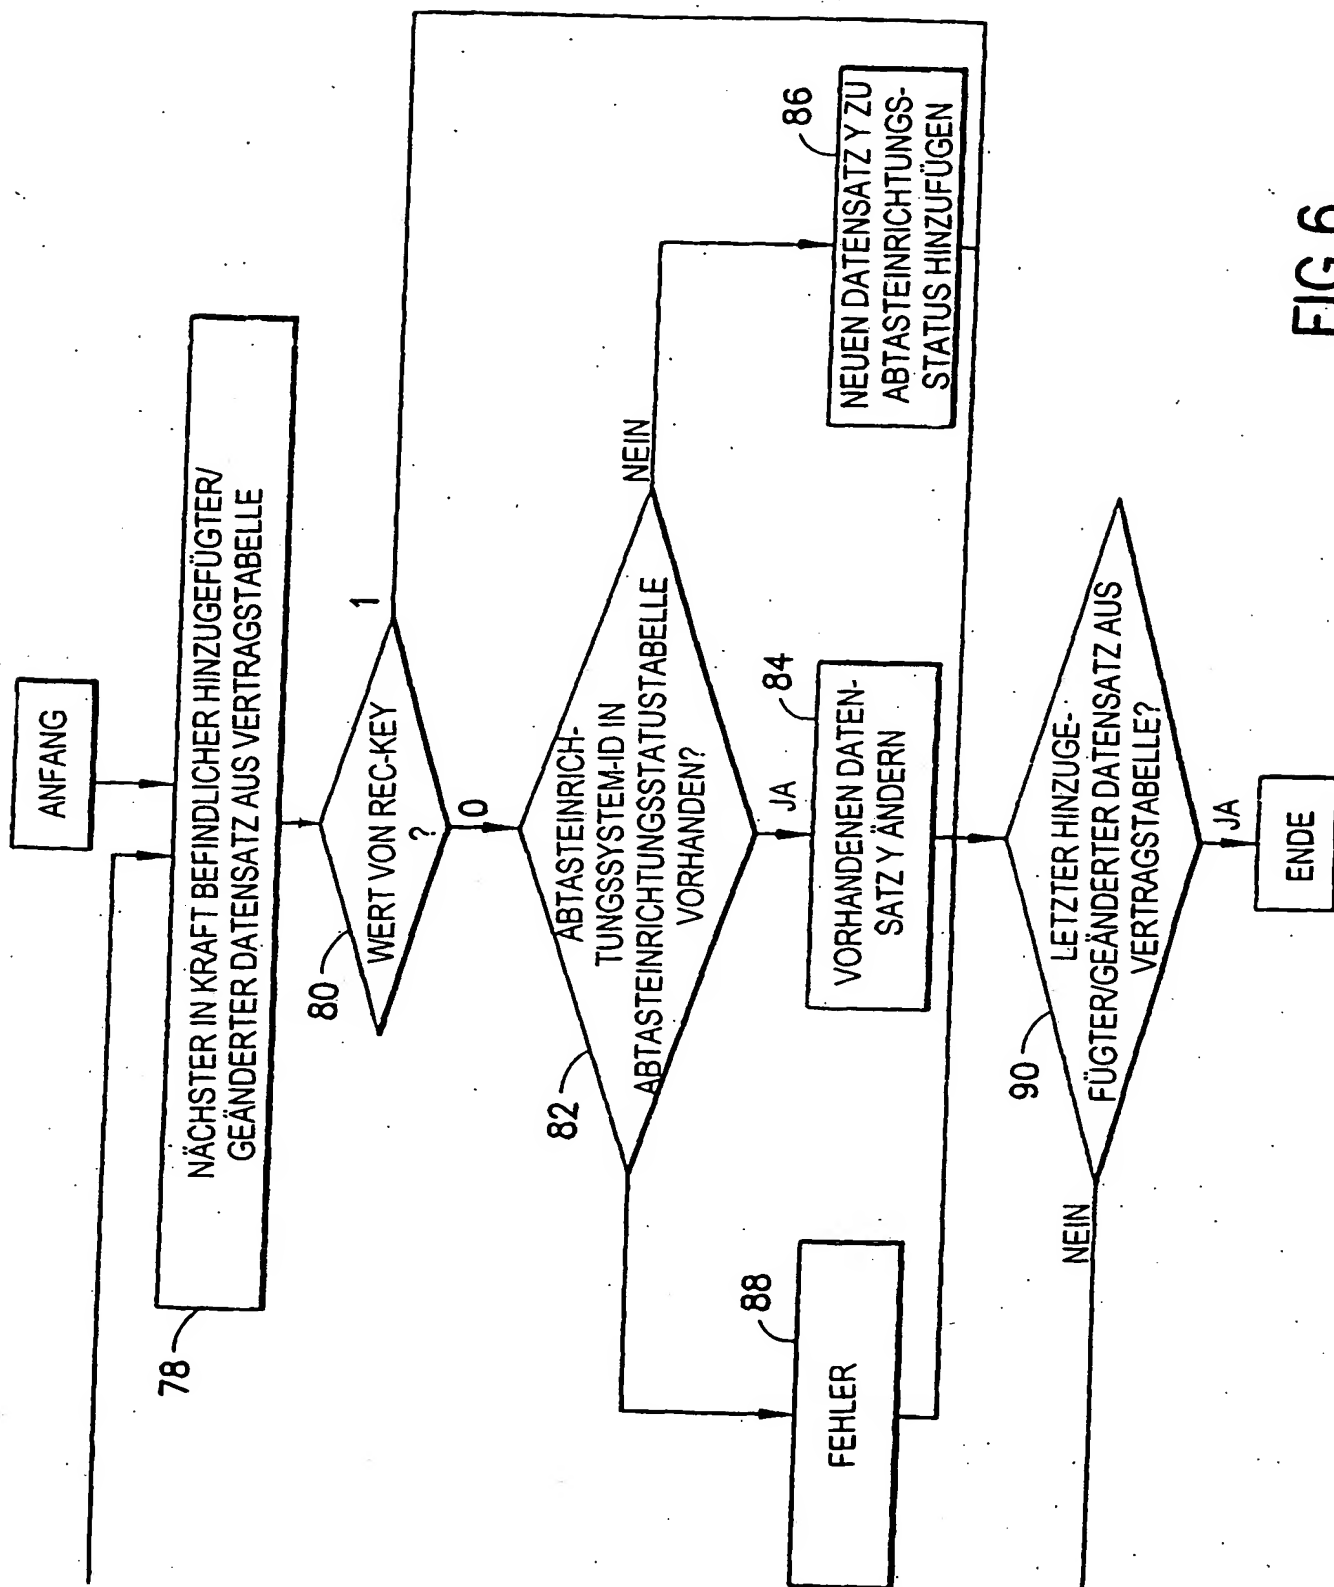 ANFANG
NÄCHSTER IN KRAFT BEFINDLICHER HINZUGEFÜGTER/
GEÄNDERTER DATENSATZ AUS VERTRAGSTABELLE
78
WERT VON REC-KEY
?
80
1
0
ABTASTEINRICH-
TUNGSSYSTEM-ID IN
ABTASTEINRICHTUNGSSTATUSTABELLE
VORHANDEN?
82
NEIN
JA
FEHLER
88
VORHANDENEN DATEN-
SATZ Y ÄNDERN
84
NEUEN DATENSATZ Y ZU
ABTASTEINRICHTUNGS-
STATUS HINZUFÜGEN
86
LETZTER HINZUGE-
FÜGTER/GEÄNDERTER DATENSATZ AUS
VERTRAGSTABELLE?
90
NEIN
JA
ENDE
FIG. 6